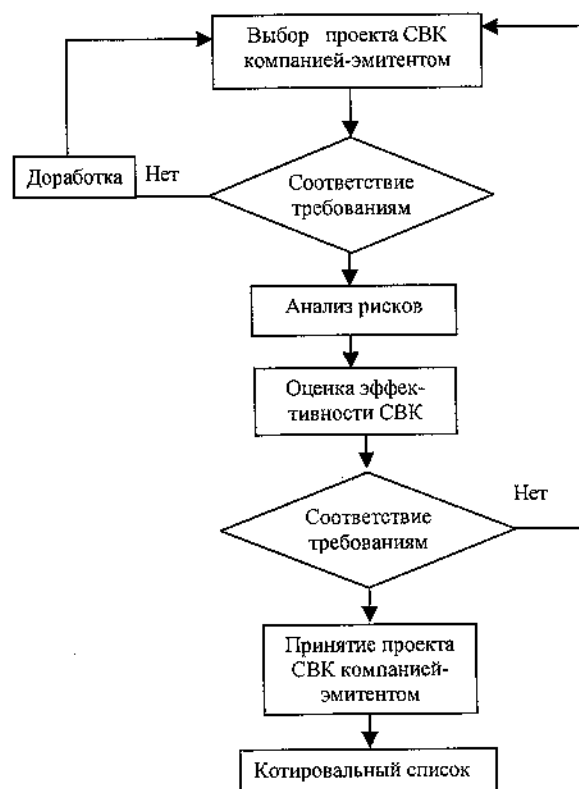 Выбор проекта СВК
компанией-эмитентом
Доработка
Нет
Соответствие
требованиям
Анализ рисков
Оценка эффек-
тивности СВК
Нет
Соответствие
требованиям
Принятие проекта
СВК компанией-
эмитентом
Котировальный список